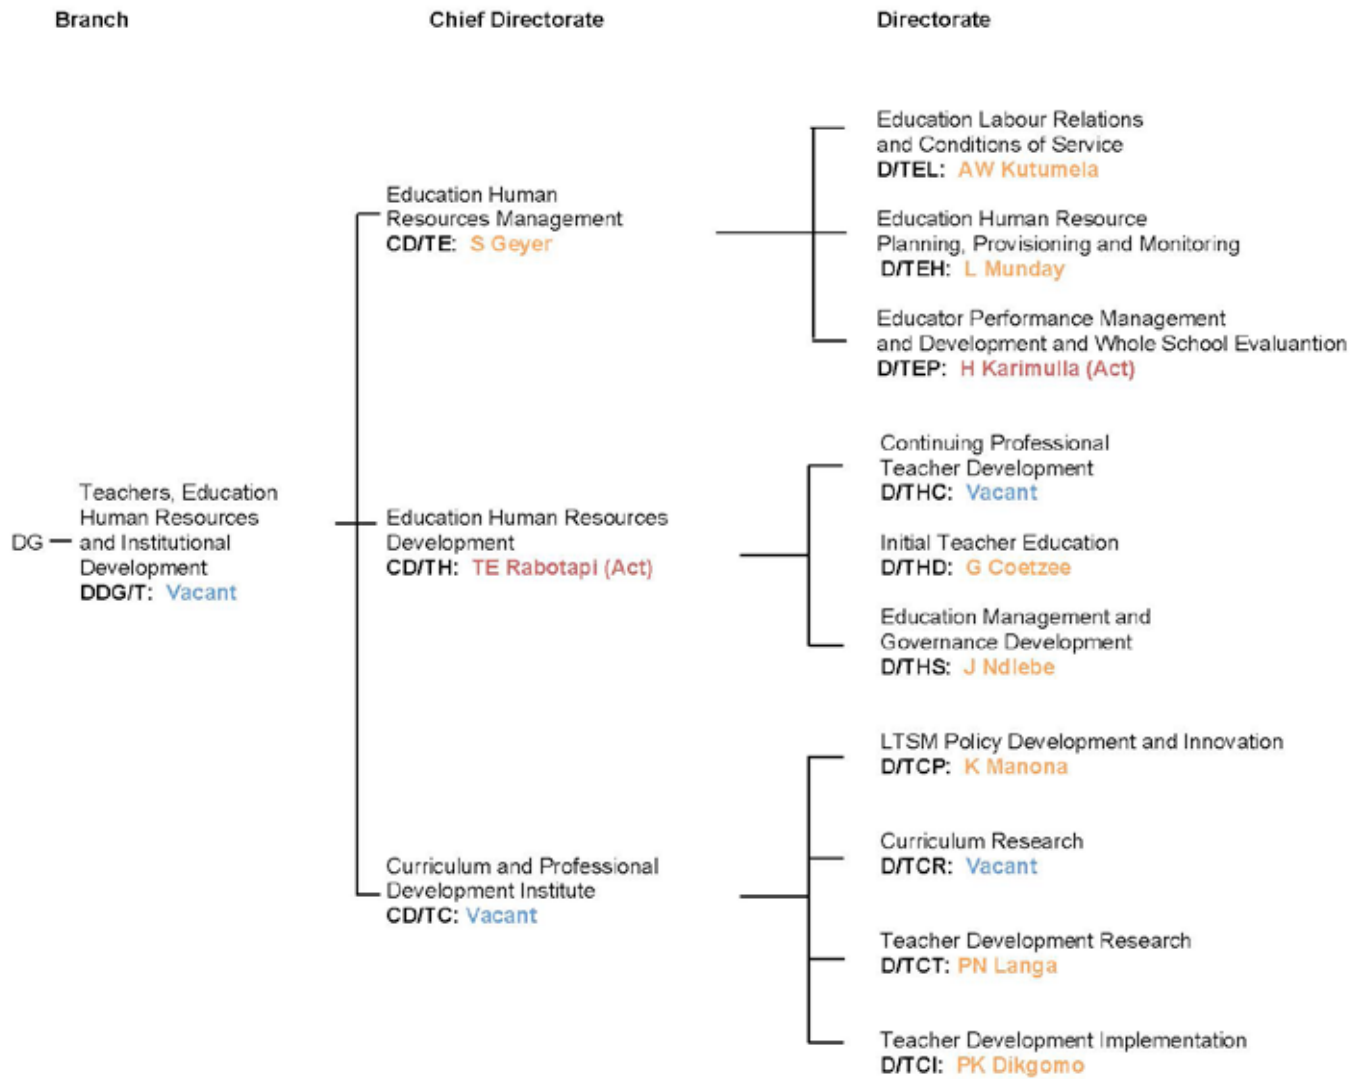 Branch
Chief Directorate
Directorate
DG
Teachers, Education
Human Resources
and Institutional
Development
DDG/T: Vacant
Education Human
Resources Management
CD/TE: S Geyer
Education Labour Relations
and Conditions of Service
D/TEL: AW Kutumela
Education Human Resource
Planning, Provisioning and Monitoring
D/TEH: L Munday
Educator Performance Management
and Development and Whole School Evaluantion
D/TEP: H Karimulla (Act)
Education Human Resources
Development
CD/TH: TE Rabotapi (Act)
Continuing Professional
Teacher Development
D/THC: Vacant
Initial Teacher Education
D/THD: G Coetzee
Education Management and
Governance Development
D/THS: J Ndlebe
Curriculum and Professional
Development Institute
CD/TC: Vacant
LTSM Policy Development and Innovation
D/TCP: K Manona
Curriculum Research
D/TCR: Vacant
Teacher Development Research
D/TCT: PN Langa
Teacher Development Implementation
D/TCI: PK Dikgomo